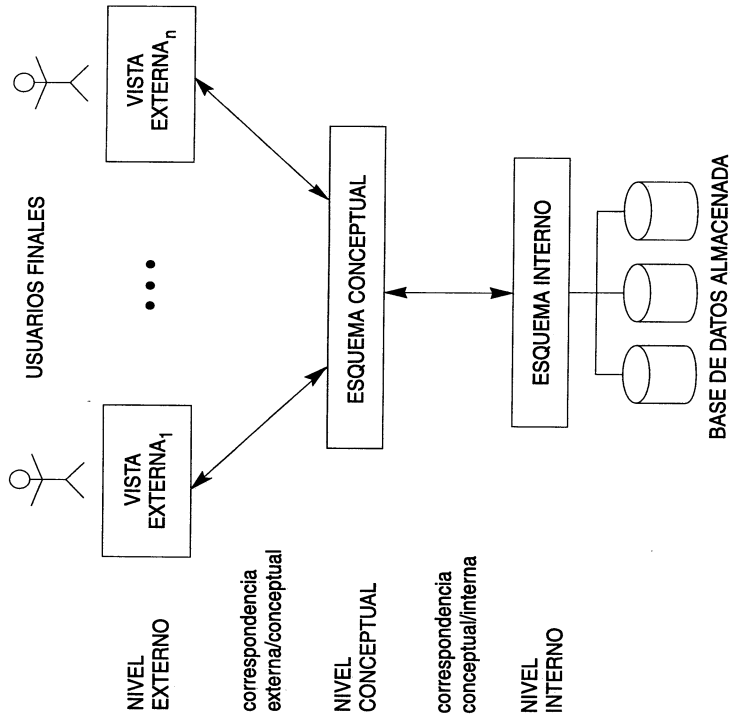 USUARIOS FINALES
NIVEL
EXTERNO
VISTA
EXTERNA1
VISTA
EXTERNAn
correspondencia
externa/conceptual
NIVEL
CONCEPTUAL
ESQUEMA CONCEPTUAL
correspondencia
conceptual/interna
NIVEL
INTERNO
ESQUEMA INTERNO
BASE DE DATOS ALMACENADA